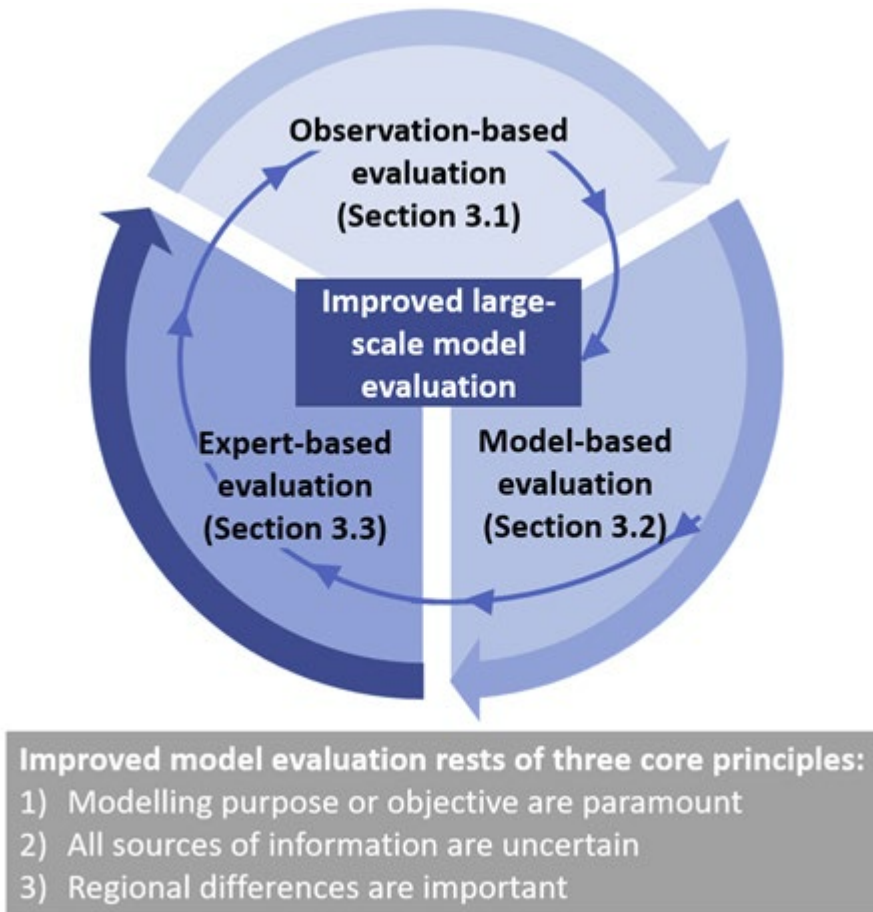 Observation-based
evaluation
(Section 3.1)
Improved large-
scale model
evaluation
Expert-based
evaluation
(Section 3.3)
Model-based
evaluation
(Section 3.2)
Improved model evaluation rests of three core principles:
1) Modelling purpose or objective are paramount
2) All sources of information are uncertain
3) Regional differences are important